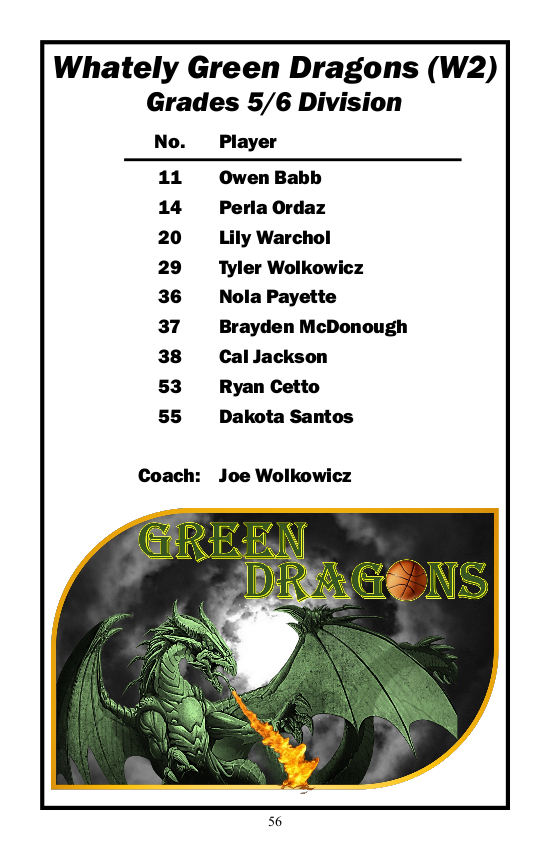 Whately Green Dragons (W2)
Grades 5/6 Division
No. Player
11 Owen Babb
14 Perla Ordaz
20 Lily Warchol
29 Tyler Wolkowicz
36 Nola Payette
37 Brayden McDonough
38 Cal Jackson
53 Ryan Cetto
55 Dakota Santos
Coach: Joe Wolkowicz
GREEN
DRAGONS
56